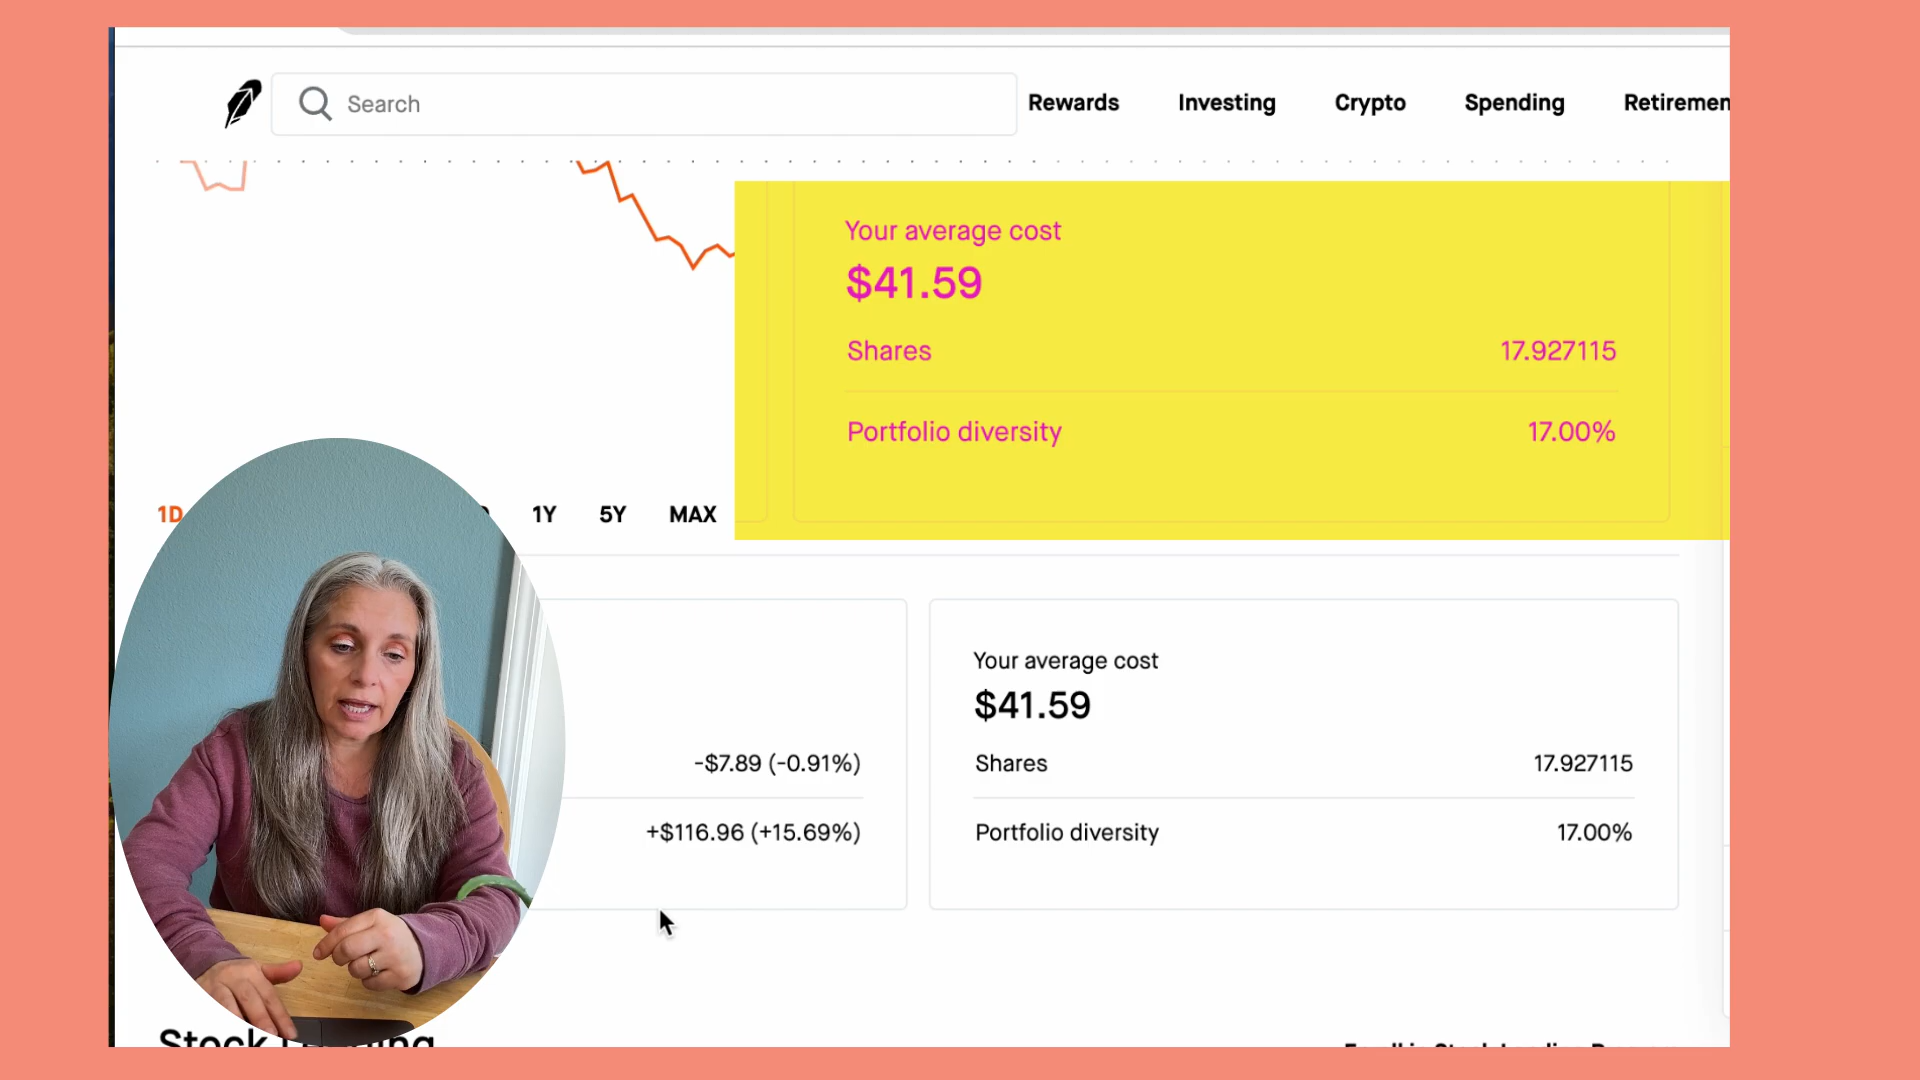 Search
Rewards
Investing
Crypto
Spending
Retiremen
Your average cost
$41.59
Shares
17.927115
Portfolio diversity
17.00%
1D
1Y
5Y
MAX
Your average cost
$41.59
-$7.89 (-0.91%)
Shares
17.927115
+$116.96 (+15.69%)
Portfolio diversity
17.00%
Stock